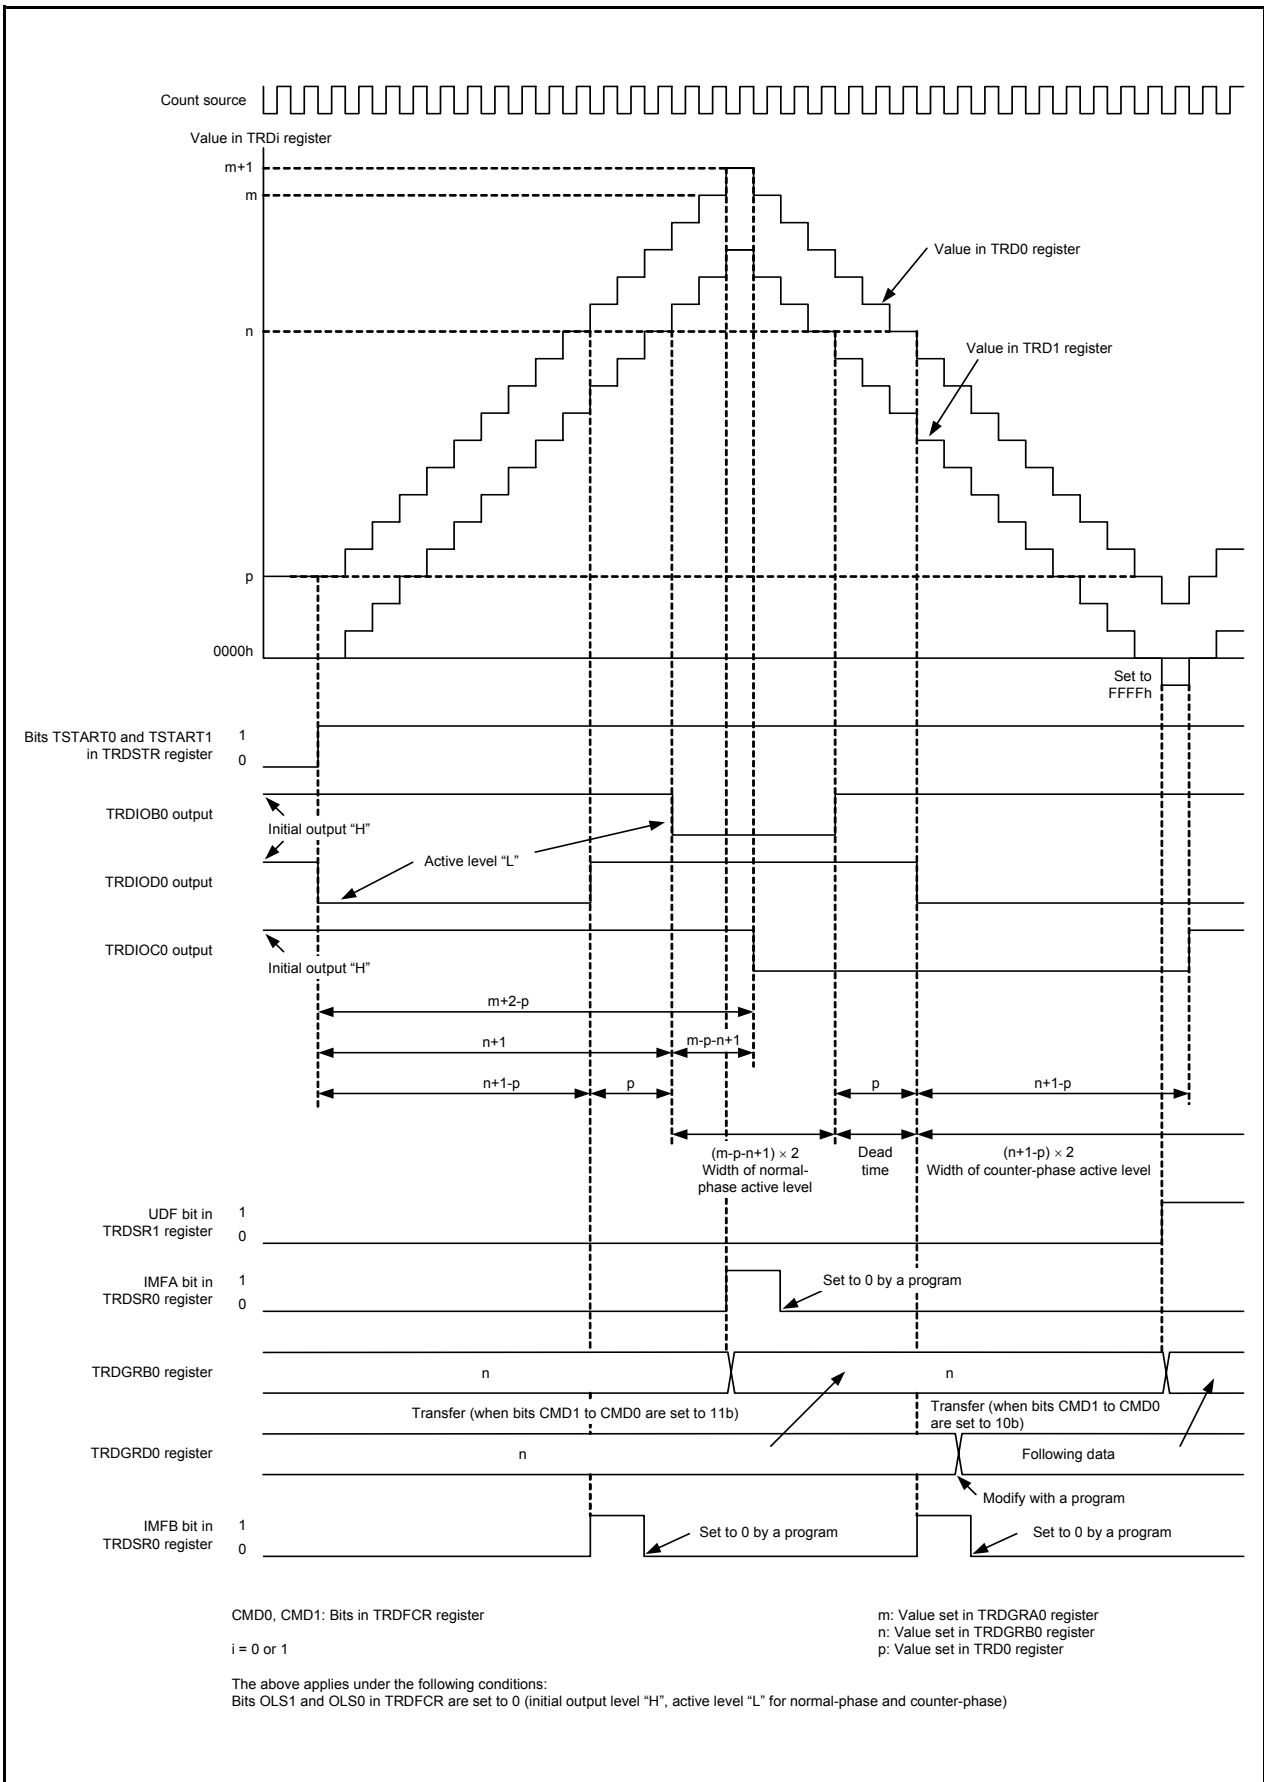 Count source
Value in TRDi register
m+1
m
Value in TRD0 register
n
Value in TRD1 register
p
0000h
Set to
FFFFh
Bits TSTART0 and TSTART1
in TRDSTR register
1
0
TRDIOB0 output
Initial output “H”
Active level “L”
TRDIOD0 output
TRDIOC0 output
Initial output “H”
m+2-p
n+1
m-p-n+1
n+1-p
p
p
n+1-p
(m-p-n+1) × 2
Width of normal-
phase active level
Dead
time
(n+1-p) × 2
Width of counter-phase active level
UDF bit in
TRDSR1 register
1
0
IMFA bit in
TRDSR0 register
1
0
Set to 0 by a program
TRDGRB0 register
n
n
Transfer (when bits CMD1 to CMD0 are set to 11b)
Transfer (when bits CMD1 to CMD0
are set to 10b)
TRDGRD0 register
n
Following data
Modify with a program
IMFB bit in
TRDSR0 register
1
0
Set to 0 by a program
Set to 0 by a program
CMD0, CMD1: Bits in TRDFCR register
i = 0 or 1
m: Value set in TRDGRA0 register
n: Value set in TRDGRB0 register
p: Value set in TRD0 register
The above applies under the following conditions:
Bits OLS1 and OLS0 in TRDFCR are set to 0 (initial output level “H”, active level “L” for normal-phase and counter-phase)